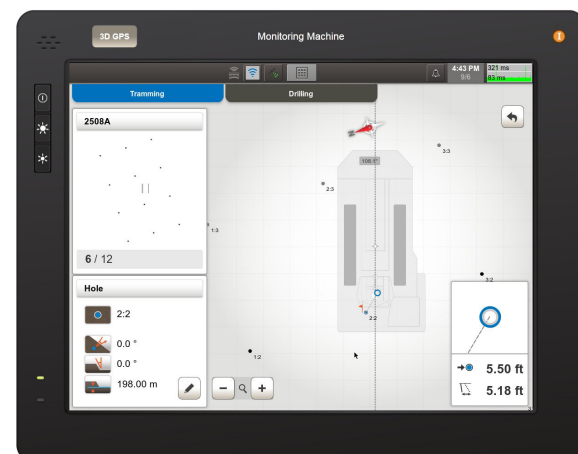 3D GPS
Monitoring Machine
4:43 PM
9/6
321 ms
83 ms
Tramming
Drilling
2508A
6 / 12
Hole
2:2
0.0 °
0.0 °
198.00 m
108.1°
3:3
2:3
1:3
3:2
2:2
1:2
5.50 ft
5.18 ft